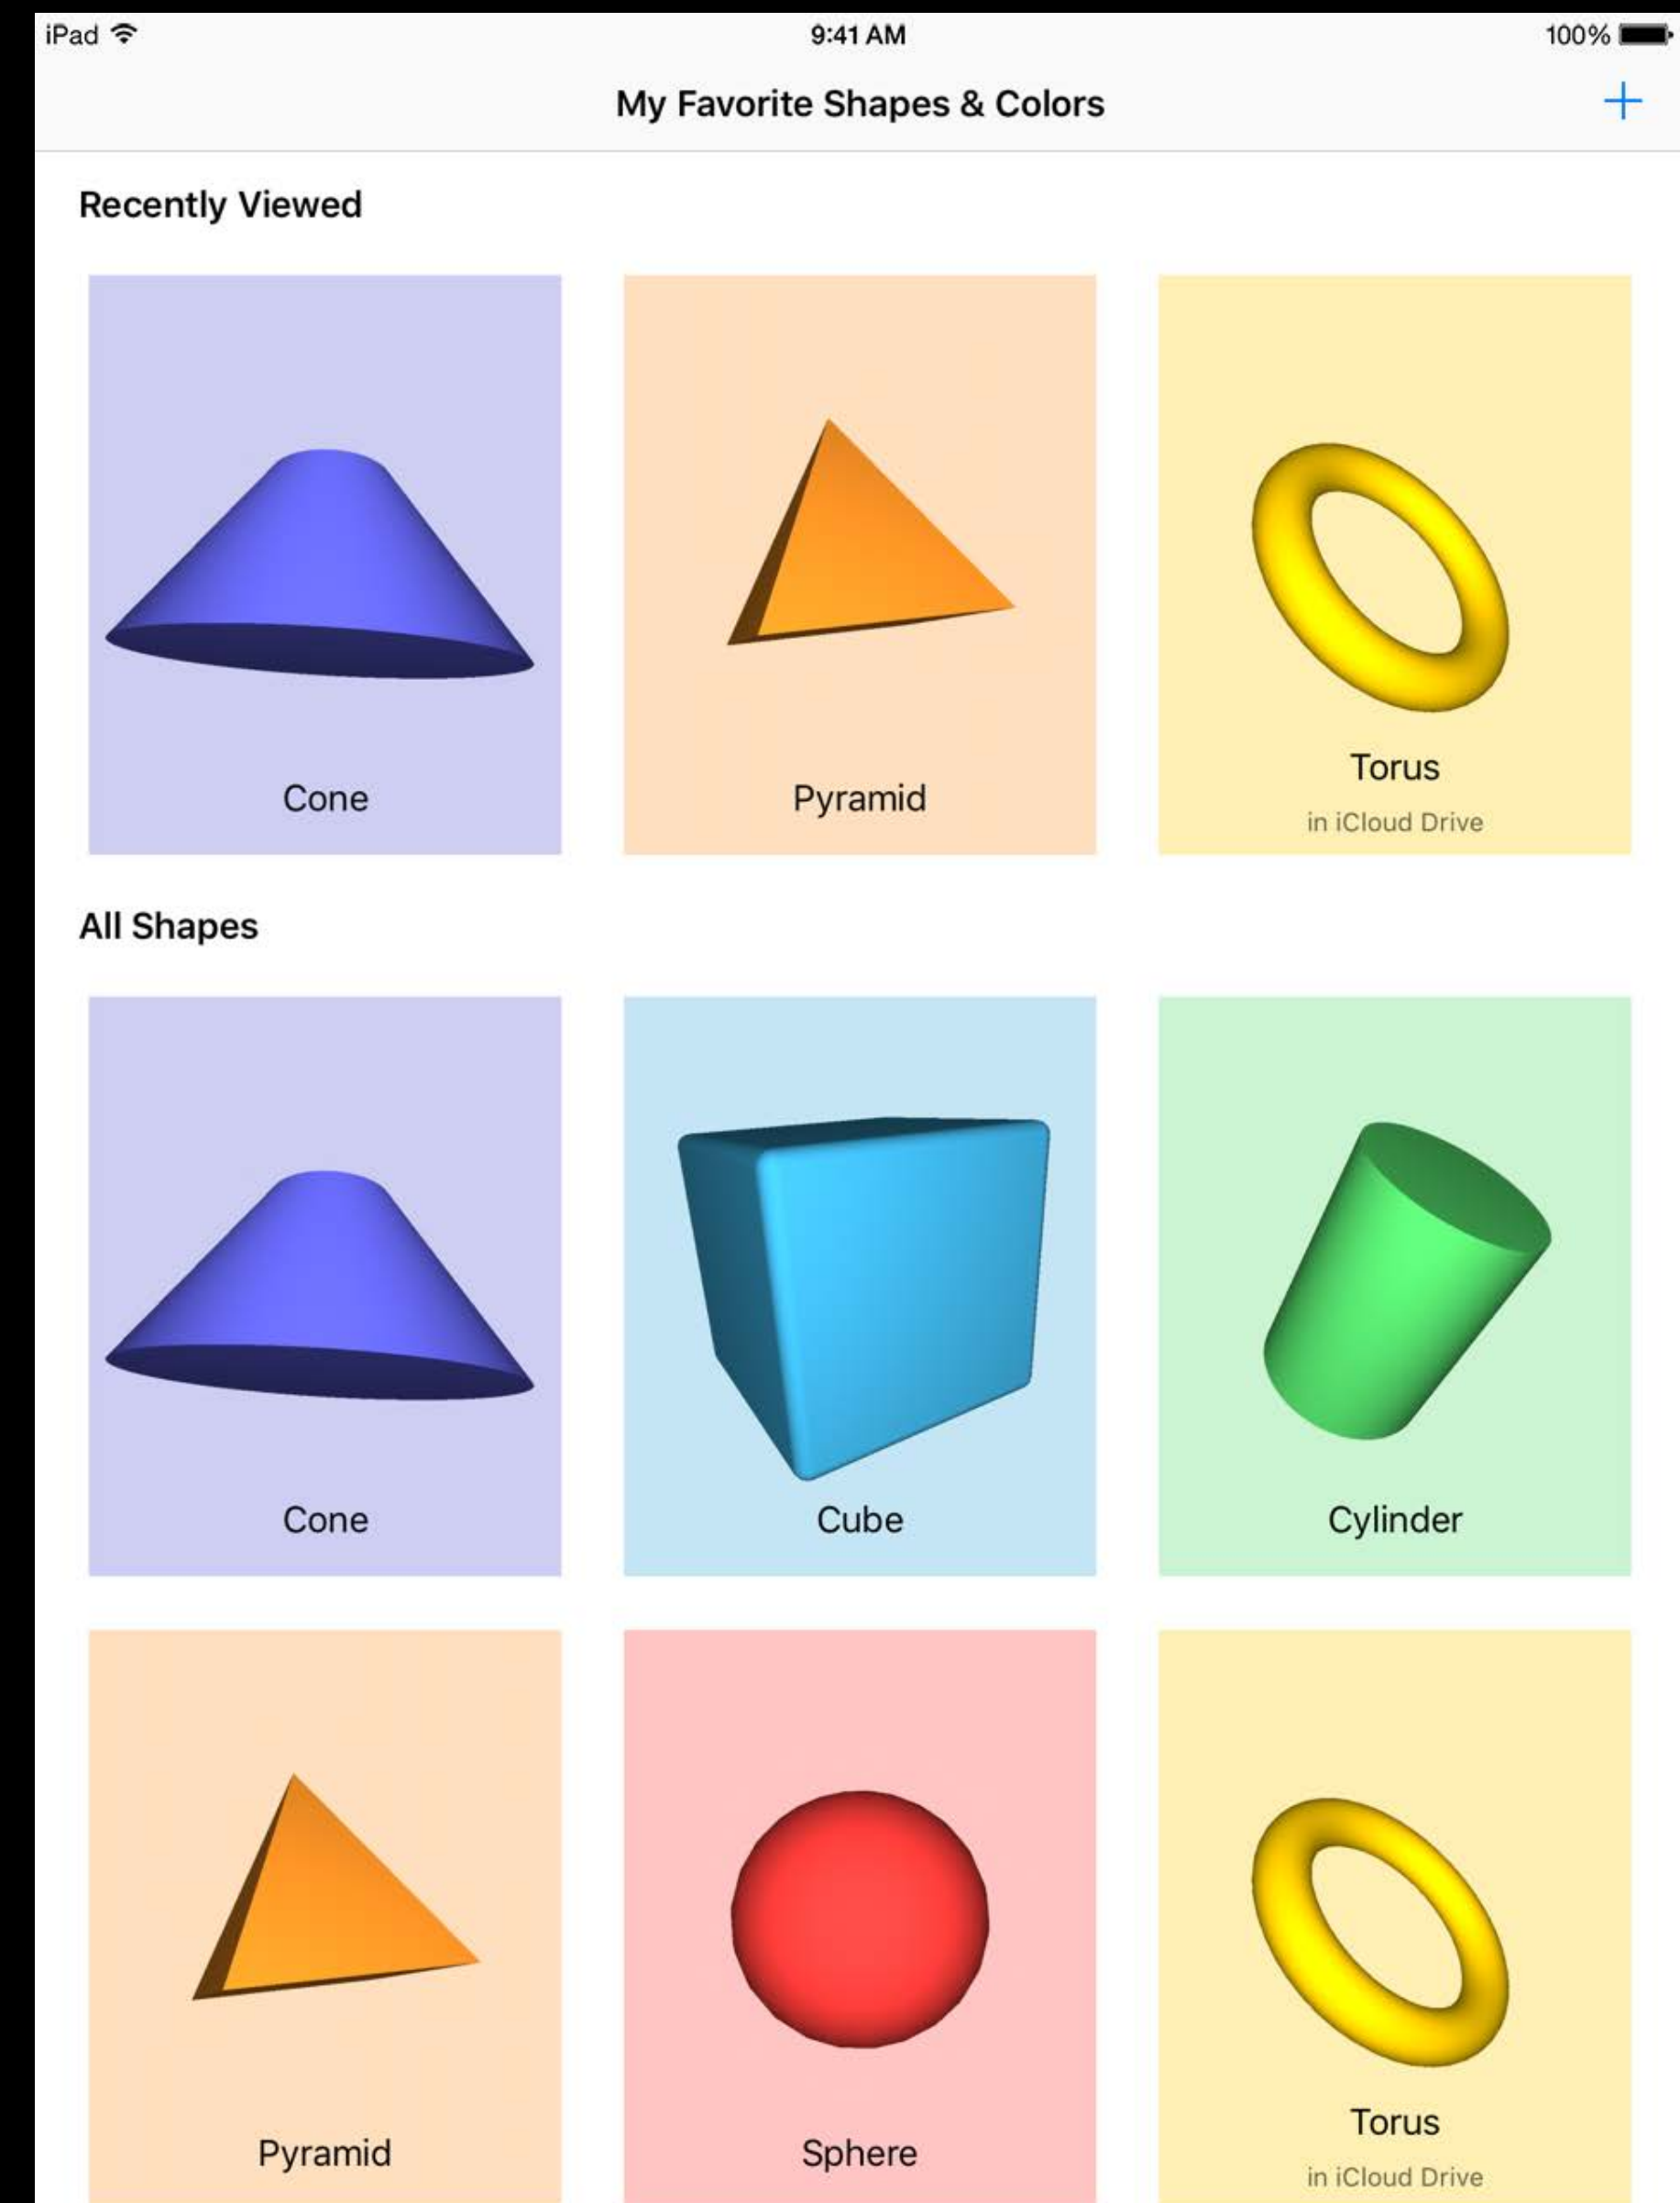 iPad 9:41 AM 100%
My Favorite Shapes & Colors
Recently Viewed
Cone
Pyramid
Torus
in iCloud Drive
All Shapes
Cone
Cube
Cylinder
Pyramid
Sphere
Torus
in iCloud Drive